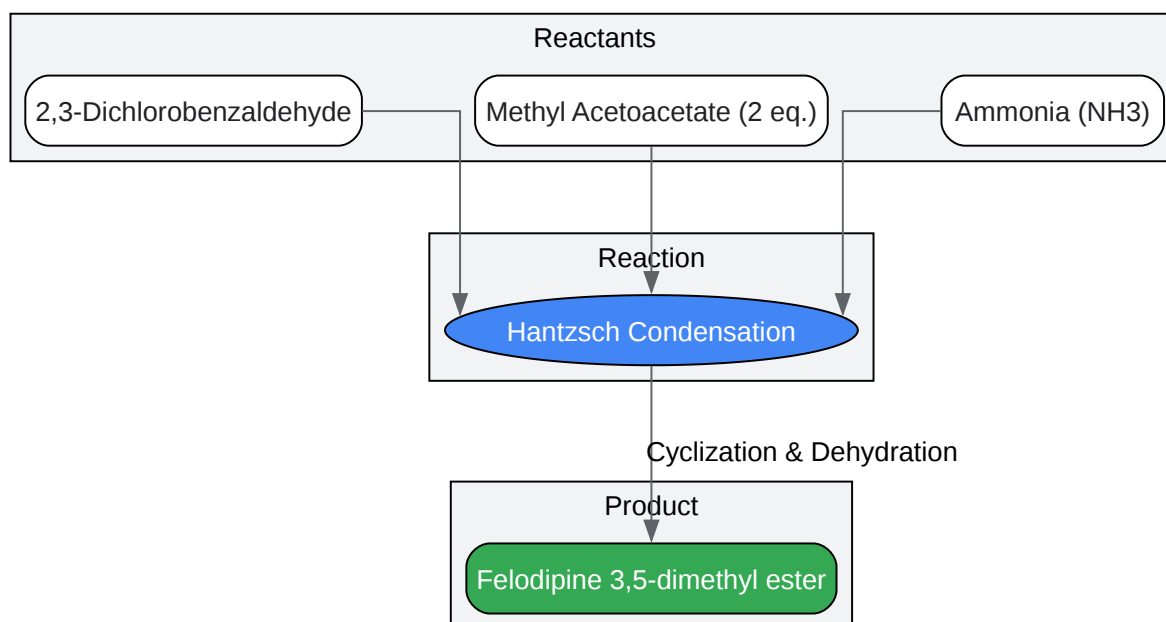 Reactants
2,3-Dichlorobenzaldehyde
Methyl Acetoacetate (2 eq.)
Ammonia (NH3)
Reaction
Hantzsch Condensation
Cyclization & Dehydration
Product
Felodipine 3,5-dimethyl ester